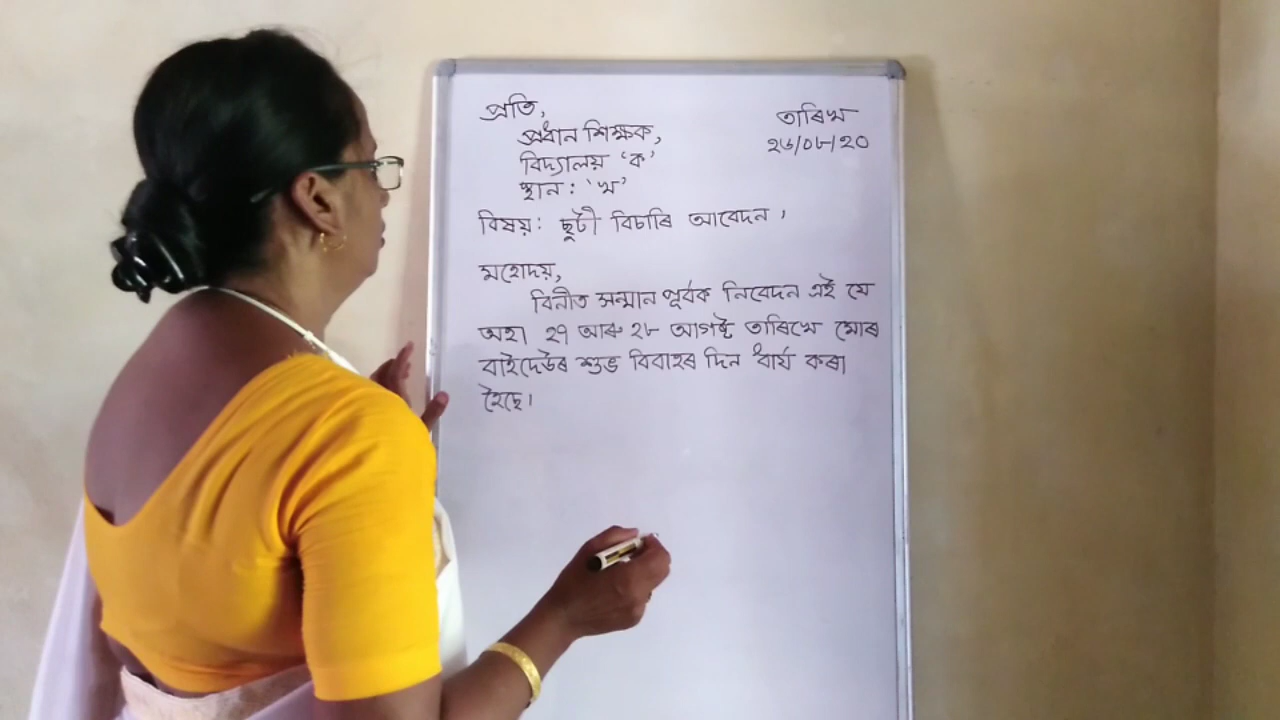 প্ৰতি,
প্ৰধান শিক্ষক,
বিদ্যালয় ‘ক’
স্থান : ‘খ’
তাৰিখ
২৬/০৮/২০
বিষয়: ছুটী বিচাৰি আবেদন ,
মহোদয়,
বিনীত সন্মান পূৰ্বক নিবেদন এই যে
অহা ২৭ আৰু ২৮ আগষ্ট তাৰিখে মোৰ
বাইদেউৰ শুভ বিবাহৰ দিন ধাৰ্য কৰা
হৈছে।